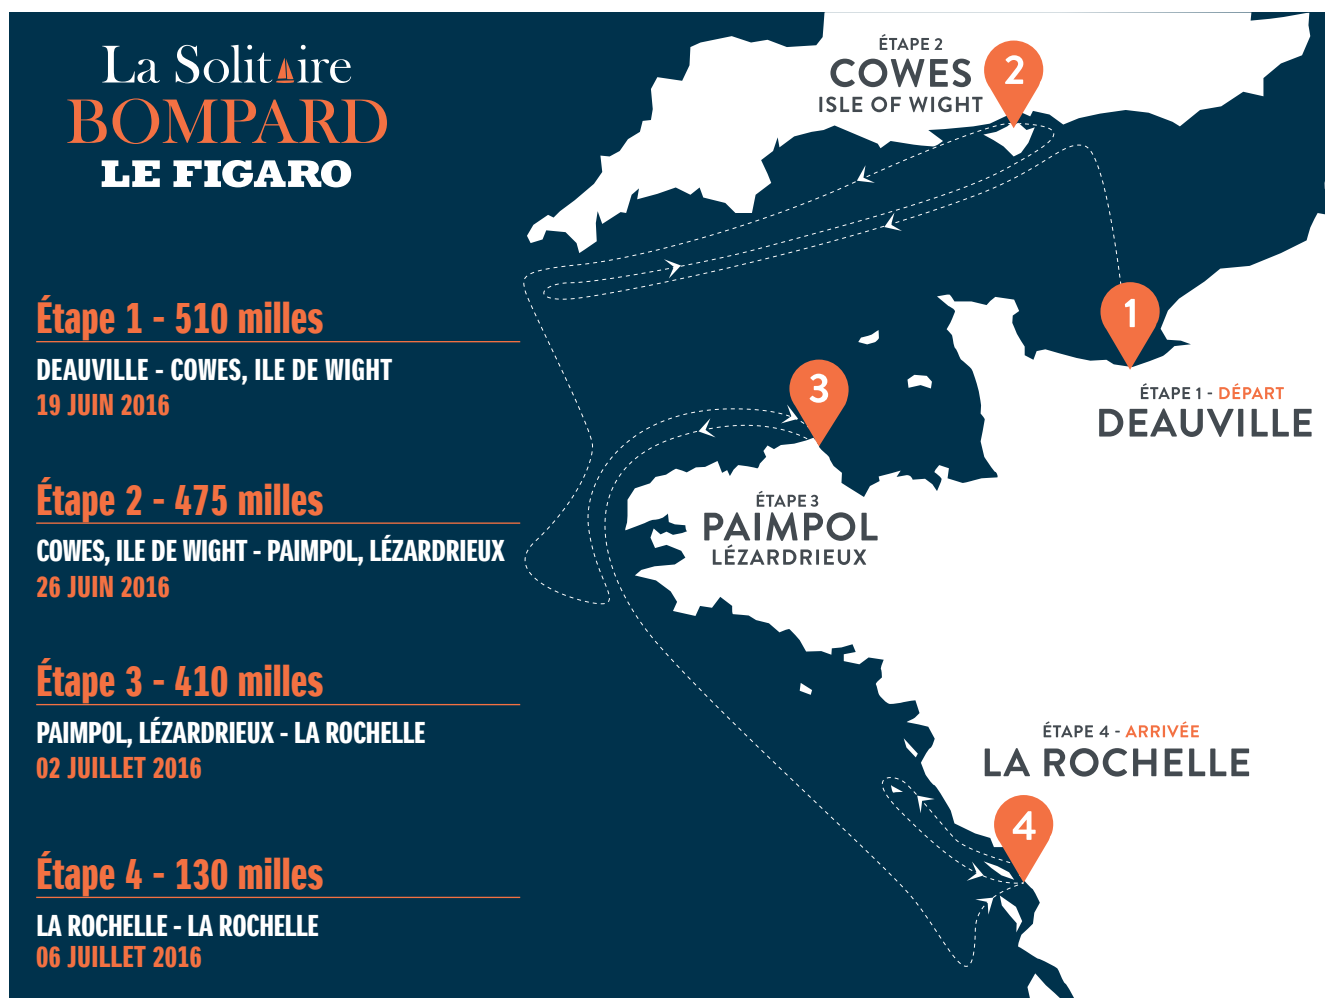 La Solitaire
BOMPARD
LE FIGARO
Étape 1 - 510 milles
DEAUVILLE - COWES, ILE DE WIGHT
19 JUIN 2016
Étape 2 - 475 milles
COWES, ILE DE WIGHT - PAIMPOL, LÉZARDRIEUX
26 JUIN 2016
Étape 3 - 410 milles
PAIMPOL, LÉZARDRIEUX - LA ROCHELLE
02 JUILLET 2016
Étape 4 - 130 milles
LA ROCHELLE - LA ROCHELLE
06 JUILLET 2016
ÉTAPE 2
COWES
ISLE OF WIGHT
2
1
ÉTAPE 1 - DÉPART
DEAUVILLE
3
ÉTAPE 3
PAIMPOL
LÉZARDRIEUX
ÉTAPE 4 - ARRIVÉE
LA ROCHELLE
4